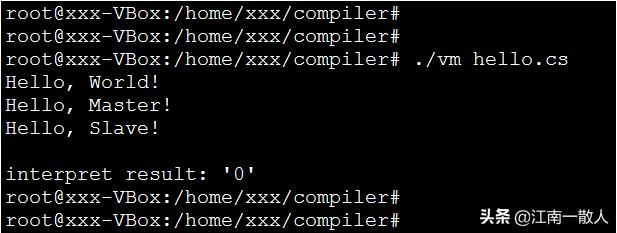 root@xxx-VBox:/home/xxx/compiler#
root@xxx-VBox:/home/xxx/compiler#
root@xxx-VBox:/home/xxx/compiler# ./vm hello.cs
Hello, World!
Hello, Master!
Hello, Slave!
interpret result: '0'
root@xxx-VBox:/home/xxx/compiler#
root@xxx-VBox:/home/xxx/compiler#
头条 @江南一散人